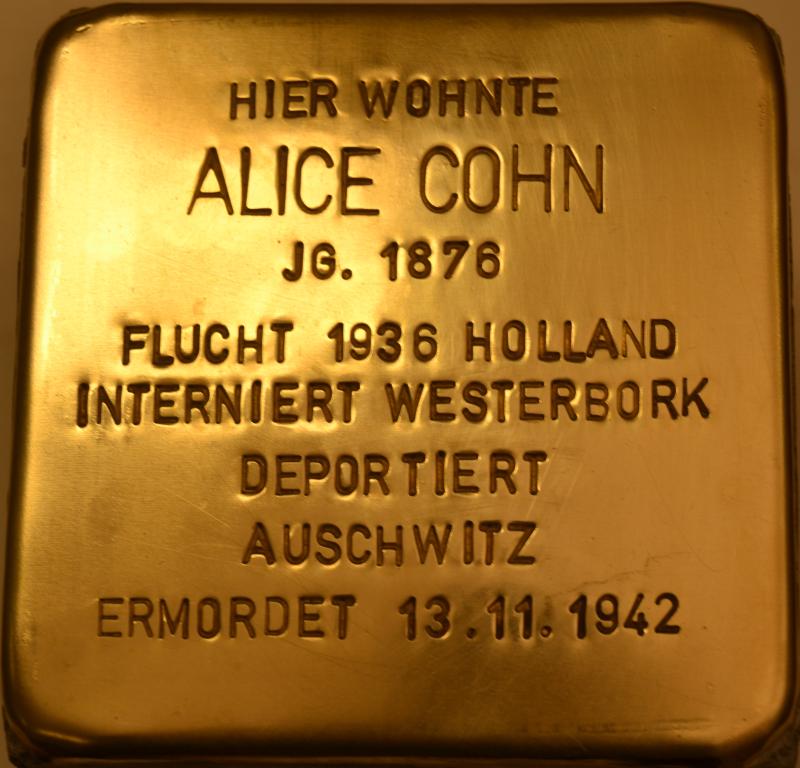 HIER WOHNTE
ALICE COHN
JG. 1876
FLUCHT 1936 HOLLAND
INTERNIERT WESTERBORK
DEPORTIERT
AUSCHWITZ
ERMORDET 13.11.1942